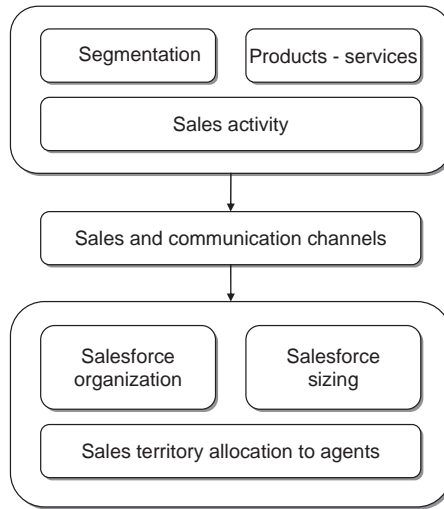 Segmentation
Products - services
Sales activity
Sales and communication channels
Salesforce
organization
Salesforce
sizing
Sales territory allocation to agents